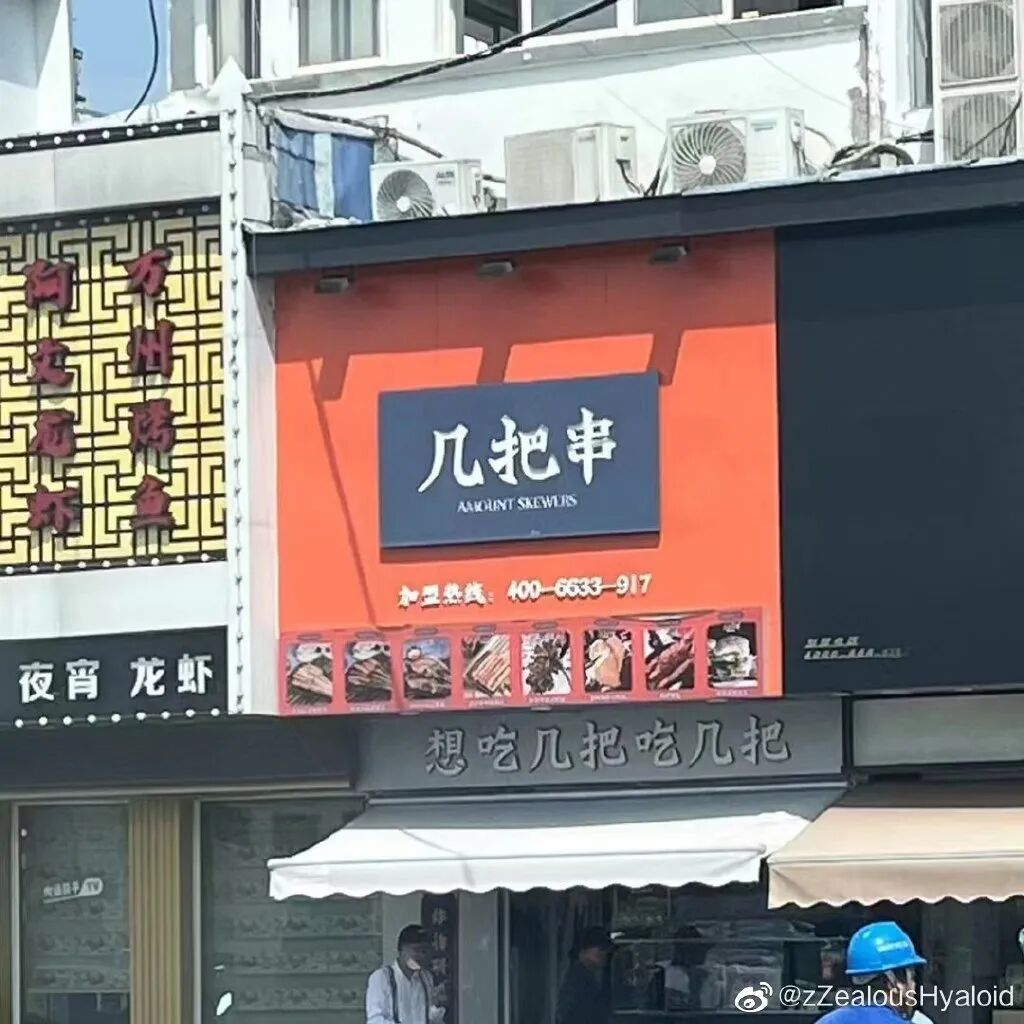 万州烤鱼
阿文龙虾
夜宵 龙虾
几把串
AMOUNT SKEWERS
加盟热线：400-6633-917
想吃几把吃几把
@zZealousHyaloid